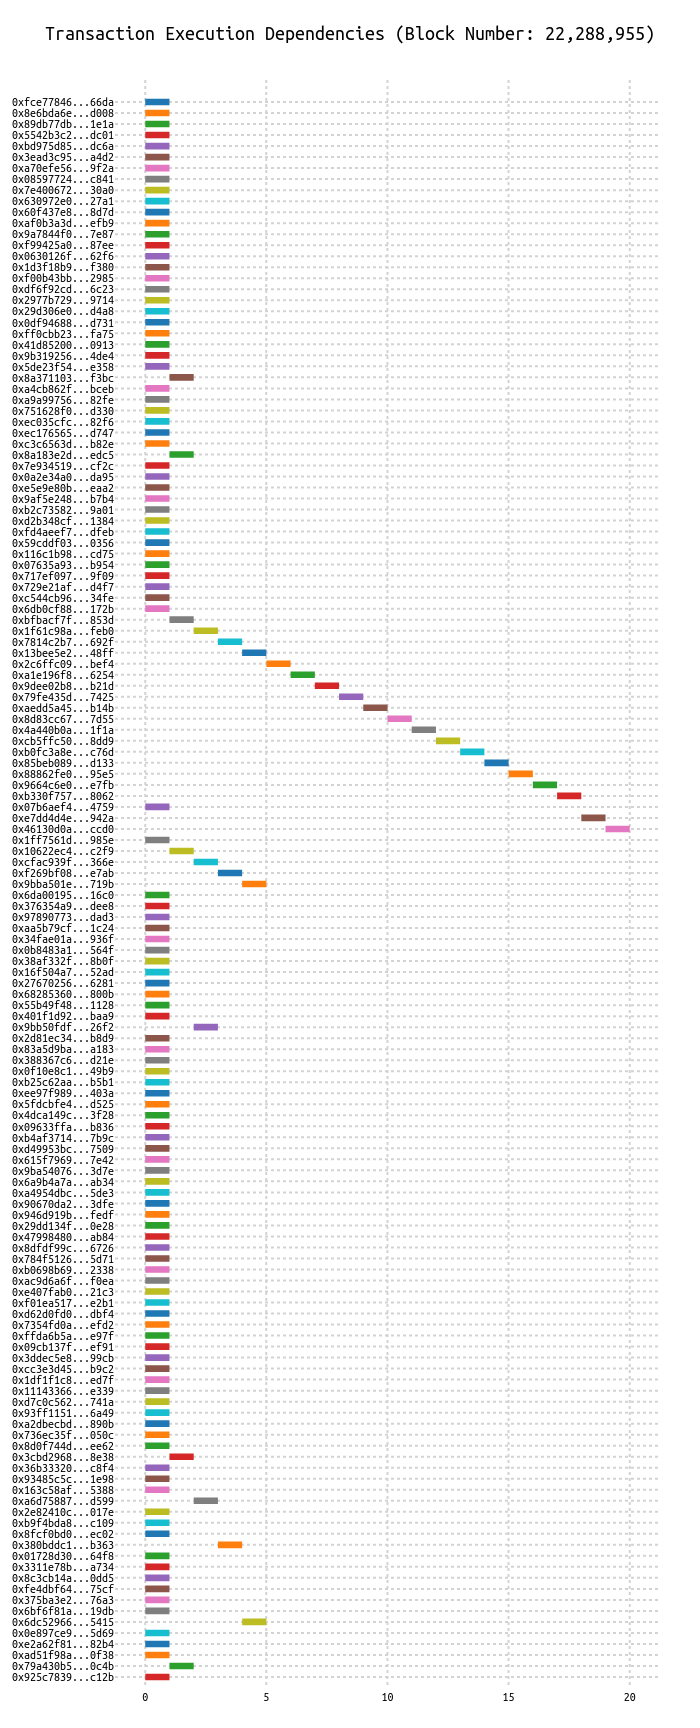 Transaction Execution Dependencies (Block Number: 22,288,955)
0xfce77846...66da
0x8e6bda6e...d008
0x89db77db...1e1a
0x5542b3c2...dc01
0xbd975d85...dc6a
0x3ead3c95...a4d2
0xa70efe56...9f2a
0x08597724...c841
0x7e400672...30a0
0x630972e0...27a1
0x60f437e8...8d7d
0xaf0b3a3d...efb9
0x9a7844f0...7e87
0xf99425a0...87ee
0x0630126f...62f6
0x1d3f18b9...f380
0xf00b43bb...2985
0xdf6f92cd...6c23
0x2977b729...9714
0x29d306e0...d4a8
0x0df94688...d731
0xff0cbb23...fa75
0x41d85200...0913
0x9b319256...4de4
0x5de23f54...e358
0x8a371103...f3bc
0xa4cb862f...bceb
0xa9a99756...82fe
0x751628f0...d330
0xec035cfc...82f6
0xec176565...d747
0xc3c6563d...b82e
0x8a183e2d...edc5
0x7e934519...cf2c
0x0a2e34a0...da95
0xe5e9e80b...eaa2
0x9af5e248...b7b4
0xb2c73582...9a01
0xd2b348cf...1384
0xfd4aeef7...dfeb
0x59cddf03...0356
0x116c1b98...cd75
0x07635a93...b954
0x717ef097...9f09
0x729e21af...d4f7
0xc544cb96...34fe
0x6db0cf88...172b
0xbfbacf7f...853d
0x1f61c98a...feb0
0x7814c2b7...692f
0x13bee5e2...48ff
0x2c6ffc09...bef4
0xa1e196f8...6254
0x9dee02b8...b21d
0x79fe435d...7425
0xaedd5a45...b14b
0x8d83cc67...7d55
0x4a440b0a...1f1a
0xcb5ffc50...8dd9
0xb0fc3a8e...c76d
0x85beb089...d133
0x88862fe0...95e5
0x9664c6e0...e7fb
0xb330f757...8062
0x07b6aef4...4759
0xe7dd4d4e...942a
0x46130d0a...ccd0
0x1ff7561d...985e
0x10622ec4...c2f9
0xcfac939f...366e
0xf269bf08...e7ab
0x9bba501e...719b
0x6da00195...16c0
0x376354a9...dee8
0x97890773...dad3
0xaa5b79cf...1c24
0x34fae01a...936f
0x0b8483a1...564f
0x38af332f...8b0f
0x16f504a7...52ad
0x27670256...6281
0x68285360...800b
0x55b49f48...1128
0x401f1d92...baa9
0x9bb50fdf...26f2
0x2d81ec34...b8d9
0x83a5d9ba...a183
0x388367c6...d21e
0x0f10e8c1...49b9
0xb25c62aa...b5b1
0xee97f989...403a
0x5fdcbfe4...d525
0x4dca149c...3f28
0x09633ffa...b836
0xb4af3714...7b9c
0xd49953bc...7509
0x615f7969...7e42
0x9ba54076...3d7e
0x6a9b4a7a...ab34
0xa4954dbc...5de3
0x90670da2...3dfe
0x946d919b...fedf
0x29dd134f...0e28
0x47998480...ab84
0x8dfdf99c...6726
0x784f5126...5d71
0xb0698b69...2338
0xac9d6a6f...f0ea
0xe407fab0...21c3
0xf01ea517...e2b1
0xd62d0fd0...dbf4
0x7354fd0a...efd2
0xffda6b5a...e97f
0x09cb137f...ef91
0x3ddec5e8...99cb
0xcc3e3d45...b9c2
0x1df1f1c8...ed7f
0x11143366...e339
0xd7c0c562...741a
0x93ff1151...6a49
0xa2dbecbd...890b
0x736ec35f...050c
0x8d0f744d...ee62
0x3cbd2968...8e38
0x36b33320...c8f4
0x93485c5c...1e98
0x163c58af...5388
0xa6d75887...d599
0x2e82410c...017e
0xb9f4bda8...c109
0x8fcf0bd0...ec02
0x380bddc1...b363
0x01728d30...64f8
0x3311e78b...a734
0x8c3cb14a...0dd5
0xfe4dbf64...75cf
0x375ba3e2...76a3
0x6bf6f81a...19db
0x6dc52966...5415
0x0e897ce9...5d69
0xe2a62f81...82b4
0xad51f98a...0f38
0x79a430b5...0c4b
0x925c7839...c12b
0 5 10 15 20